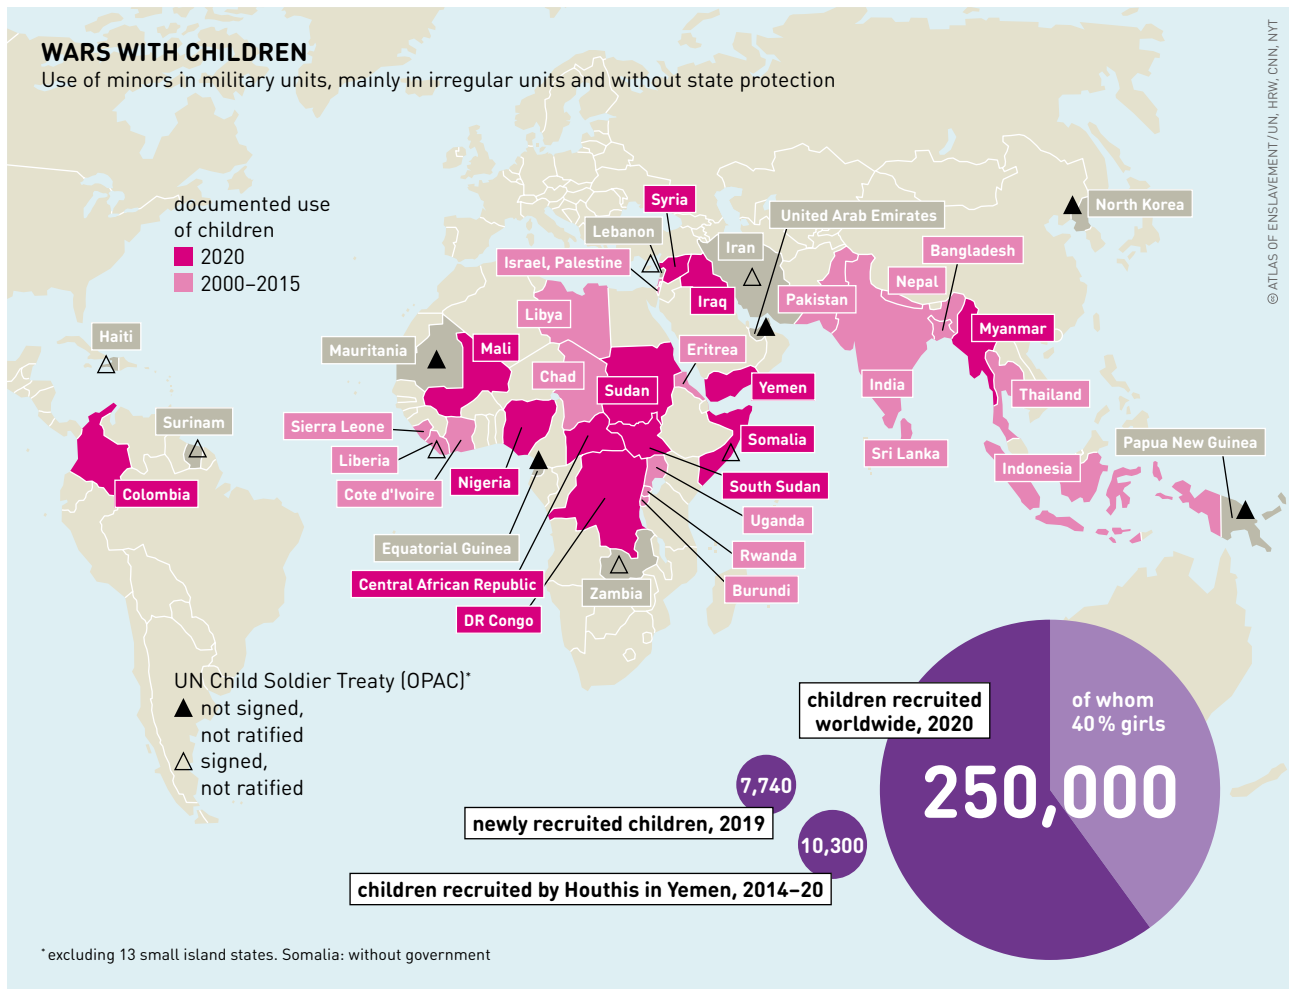 WARS WITH CHILDREN
Use of minors in military units, mainly in irregular units and without state protection
© ATLAS OF ENSLAVEMENT / UN, HRW, CNN, NYT
documented use
of children
2020
2000–2015
Syria
Lebanon
Israel, Palestine
Iran
Iraq
United Arab Emirates
North Korea
Bangladesh
Nepal
Pakistan
Myanmar
India
Thailand
Sri Lanka
Indonesia
Papua New Guinea
Haiti
Surinam
Colombia
Mauritania
Mali
Libya
Chad
Sudan
Eritrea
Yemen
Somalia
South Sudan
Uganda
Rwanda
Burundi
Sierra Leone
Liberia
Cote d'Ivoire
Nigeria
Equatorial Guinea
Central African Republic
DR Congo
Zambia
UN Child Soldier Treaty (OPAC)*
not signed,
not ratified
signed,
not ratified
children recruited
worldwide, 2020
of whom
40 % girls
250,000
7,740
newly recruited children, 2019
10,300
children recruited by Houthis in Yemen, 2014–20
* excluding 13 small island states. Somalia: without government